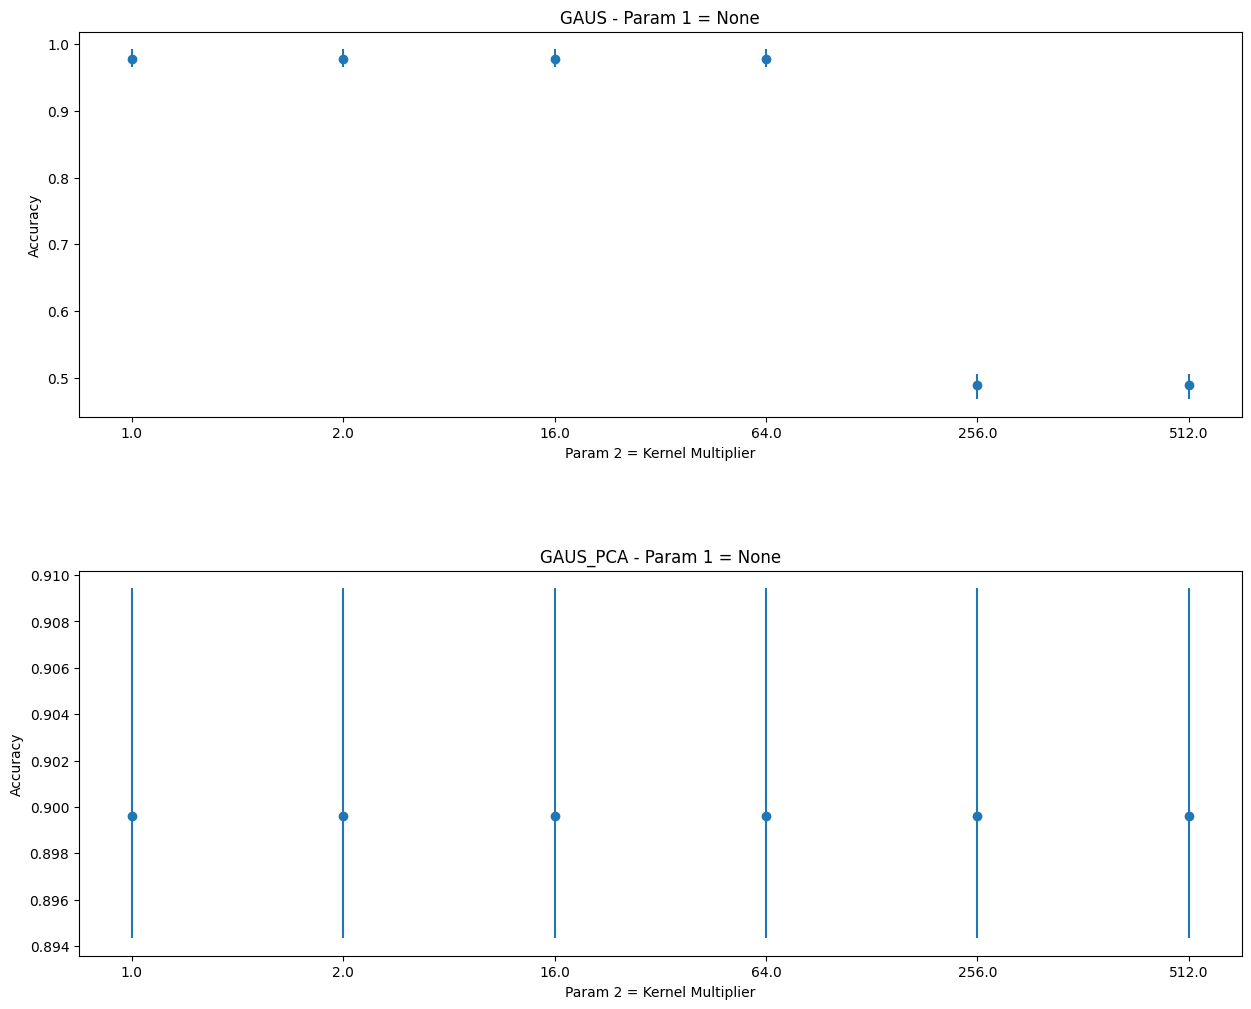 GAUS - Param 1 = None
1.0
0.9
0.8
0.7
0.6
0.5
Accuracy
1.0 2.0 16.0 64.0 256.0 512.0
Param 2 = Kernel Multiplier
GAUS_PCA - Param 1 = None
0.910
0.908
0.906
0.904
0.902
0.900
0.898
0.896
0.894
Accuracy
1.0 2.0 16.0 64.0 256.0 512.0
Param 2 = Kernel Multiplier